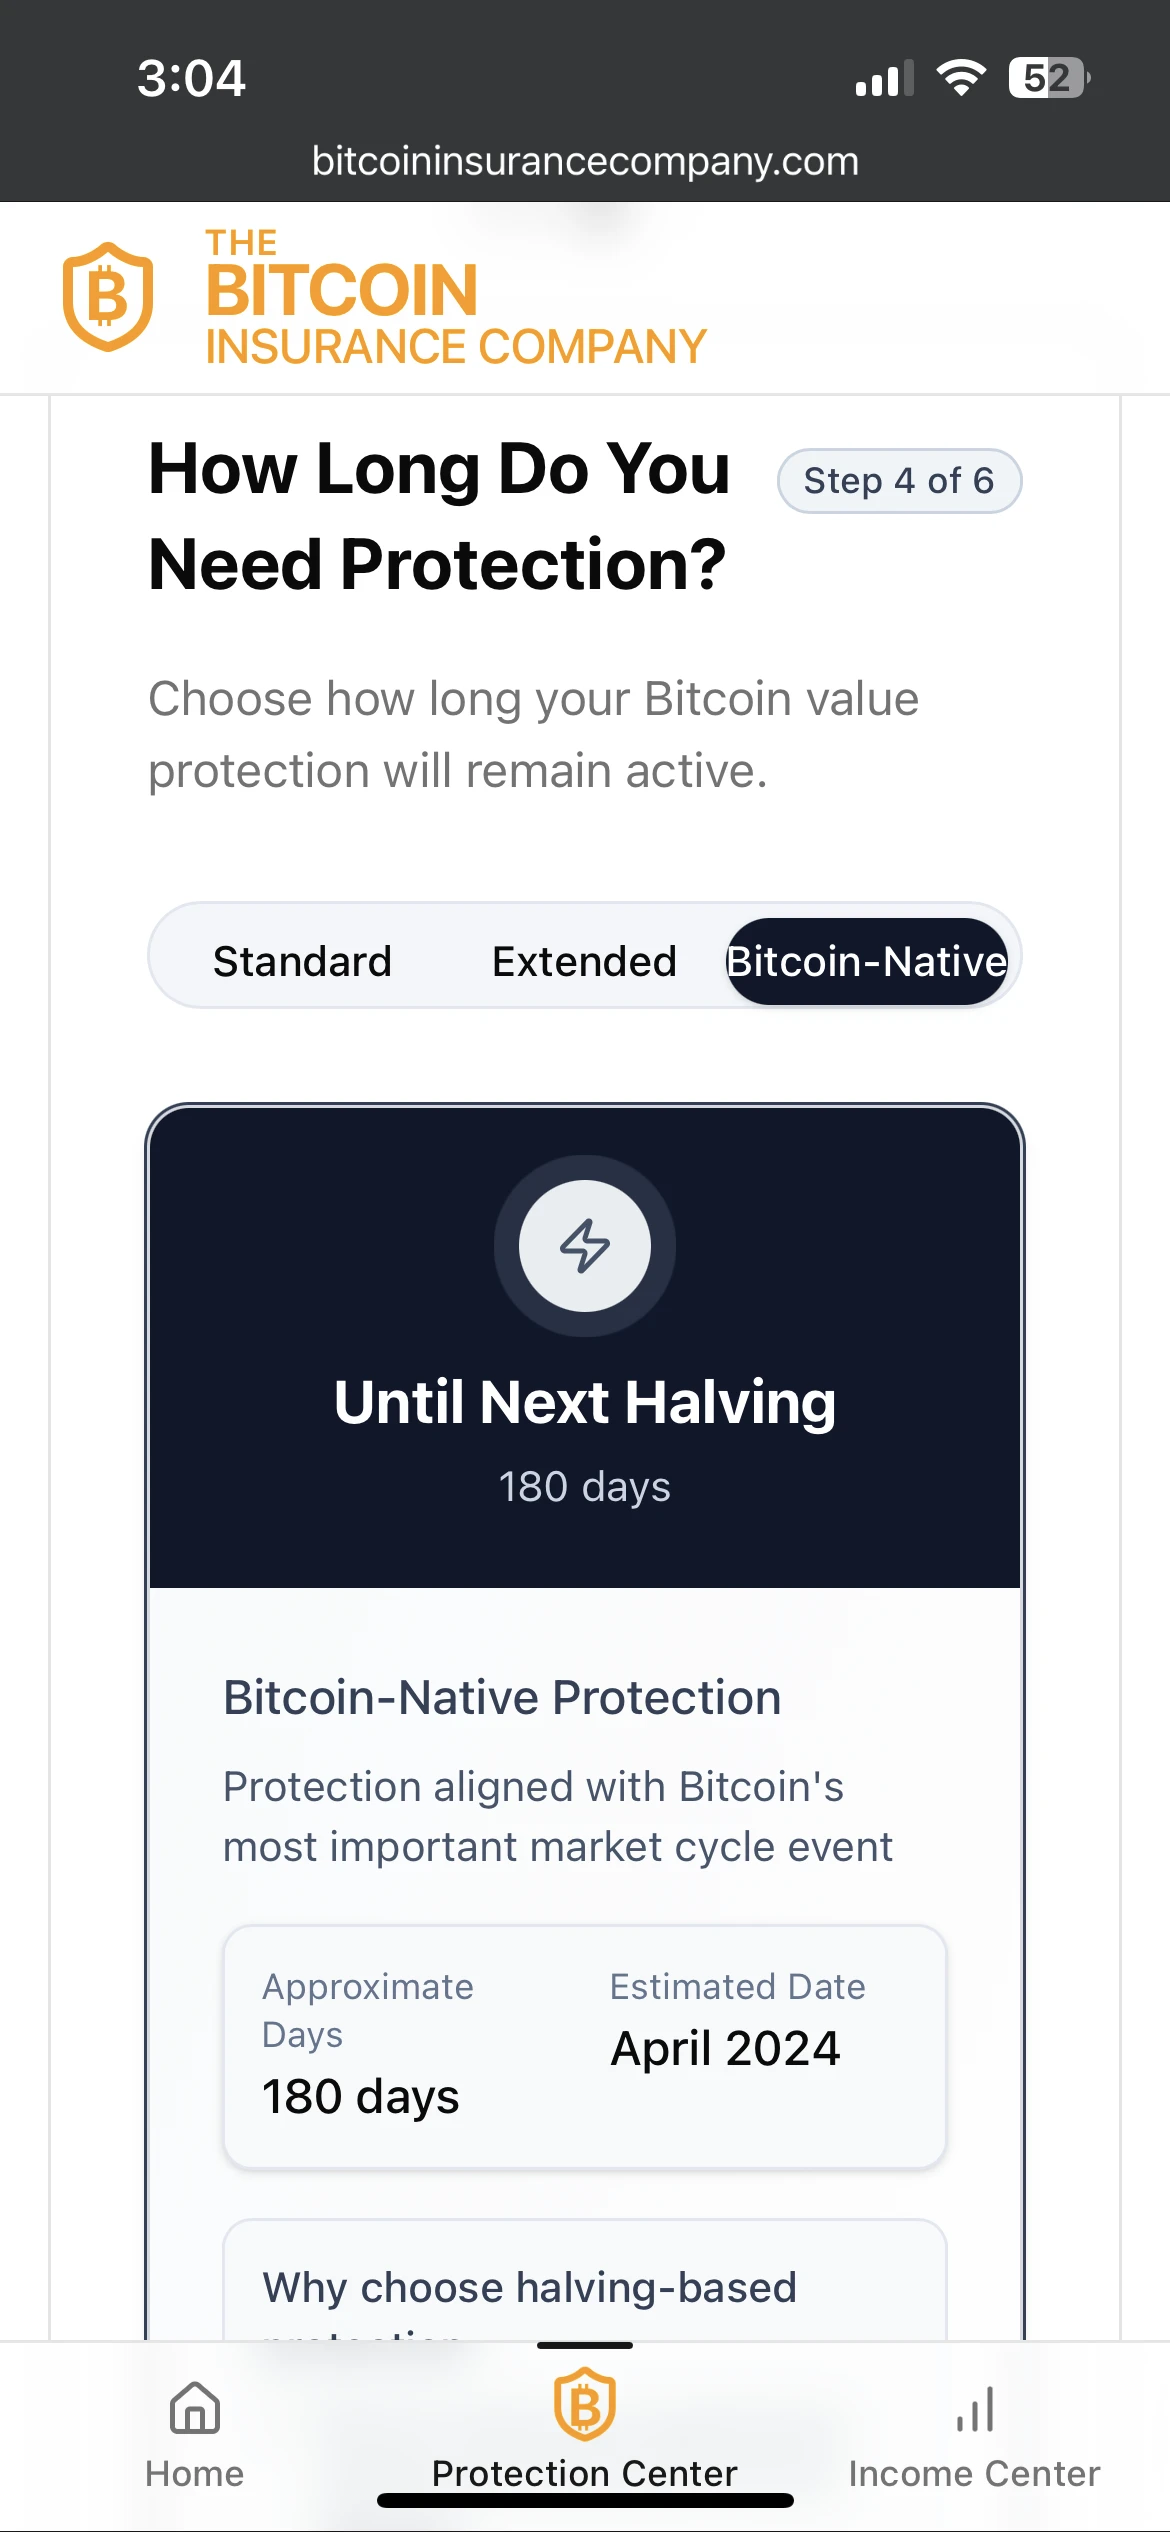 3:04
52
bitcoininsurancecompany.com
THE
BITCOIN
INSURANCE COMPANY
How Long Do You
Need Protection?
Step 4 of 6
Choose how long your Bitcoin value
protection will remain active.
Standard
Extended
Bitcoin-Native
Until Next Halving
180 days
Bitcoin-Native Protection
Protection aligned with Bitcoin's
most important market cycle event
Approximate
Days
180 days
Estimated Date
April 2024
Why choose halving-based
Home
Protection Center
Income Center